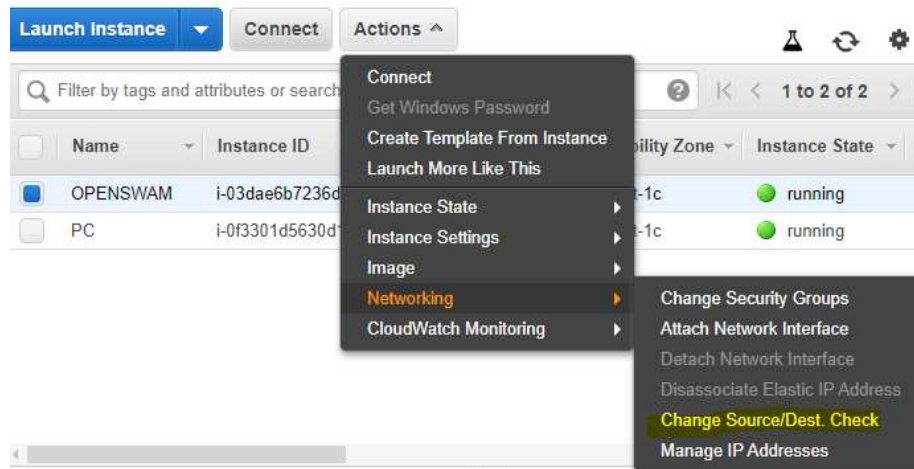 Launch Instance
Connect
Actions
Filter by tags and attributes or search
1 to 2 of 2
Name
Instance ID
bility Zone
Instance State
OPENSWAM
i-03dae6b7236d
t-1c
running
PC
i-0f3301d5630d
t-1c
running
Connect
Get Windows Password
Create Template From Instance
Launch More Like This
Instance State
Instance Settings
Image
Networking
CloudWatch Monitoring
Change Security Groups
Attach Network Interface
Detach Network Interface
Disassociate Elastic IP Address
Change Source/Dest. Check
Manage IP Addresses